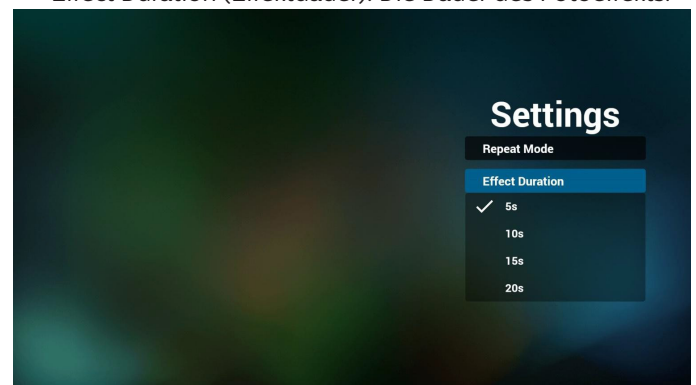 Effect Duration (Effektdauer): Die Dauer des Fotoeffekts.
Settings
Repeat Mode
Effect Duration
5s
10s
15s
20s